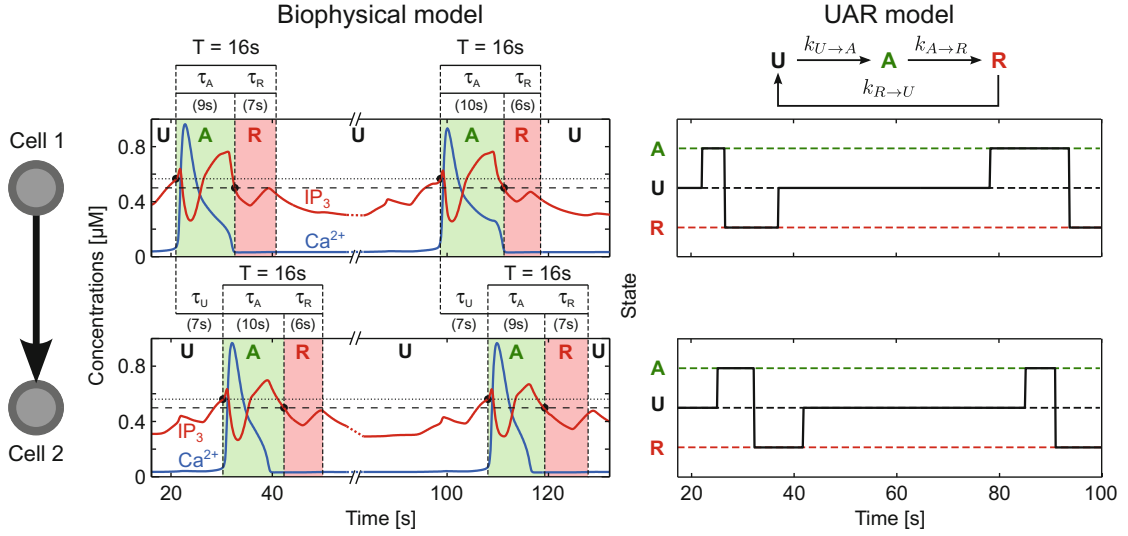 Biophysical model
UAR model
T = 16s
T = 16s
τA
τR
τA
τR
(9s)
(7s)
(10s)
(6s)
U
A
R
U
A
R
U
kU→A
kA→R
U
A
R
kR→U
Cell 1
0.8
0.4
0
IP3
Ca2+
A
U
R
Concentrations [µM]
State
T = 16s
T = 16s
τU
τA
τR
τU
τA
τR
(7s)
(10s)
(6s)
(7s)
(9s)
(7s)
U
A
R
U
A
R
U
0.8
0.4
0
IP3
Ca2+
A
U
R
Cell 2
20
40
100
120
Time [s]
20
40
60
80
100
Time [s]